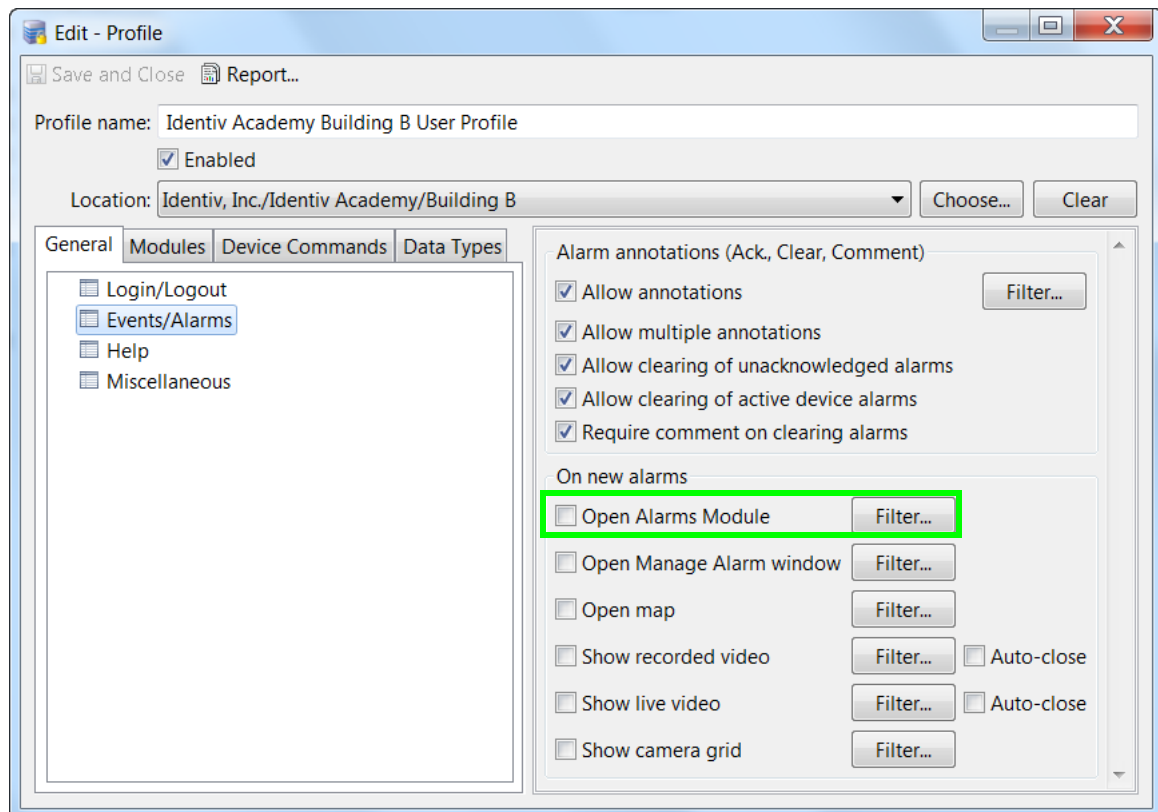 Edit - Profile
Save and Close Report...
Profile name: Identiv Academy Building B User Profile
Enabled
Location: Identiv, Inc./Identiv Academy/Building B Choose... Clear
General Modules Device Commands Data Types
Login/Logout
Events/Alarms
Help
Miscellaneous
Alarm annotations (Ack., Clear, Comment)
Allow annotations Filter...
Allow multiple annotations
Allow clearing of unacknowledged alarms
Allow clearing of active device alarms
Require comment on clearing alarms
On new alarms
Open Alarms Module Filter...
Open Manage Alarm window Filter...
Open map Filter...
Show recorded video Filter... Auto-close
Show live video Filter... Auto-close
Show camera grid Filter...